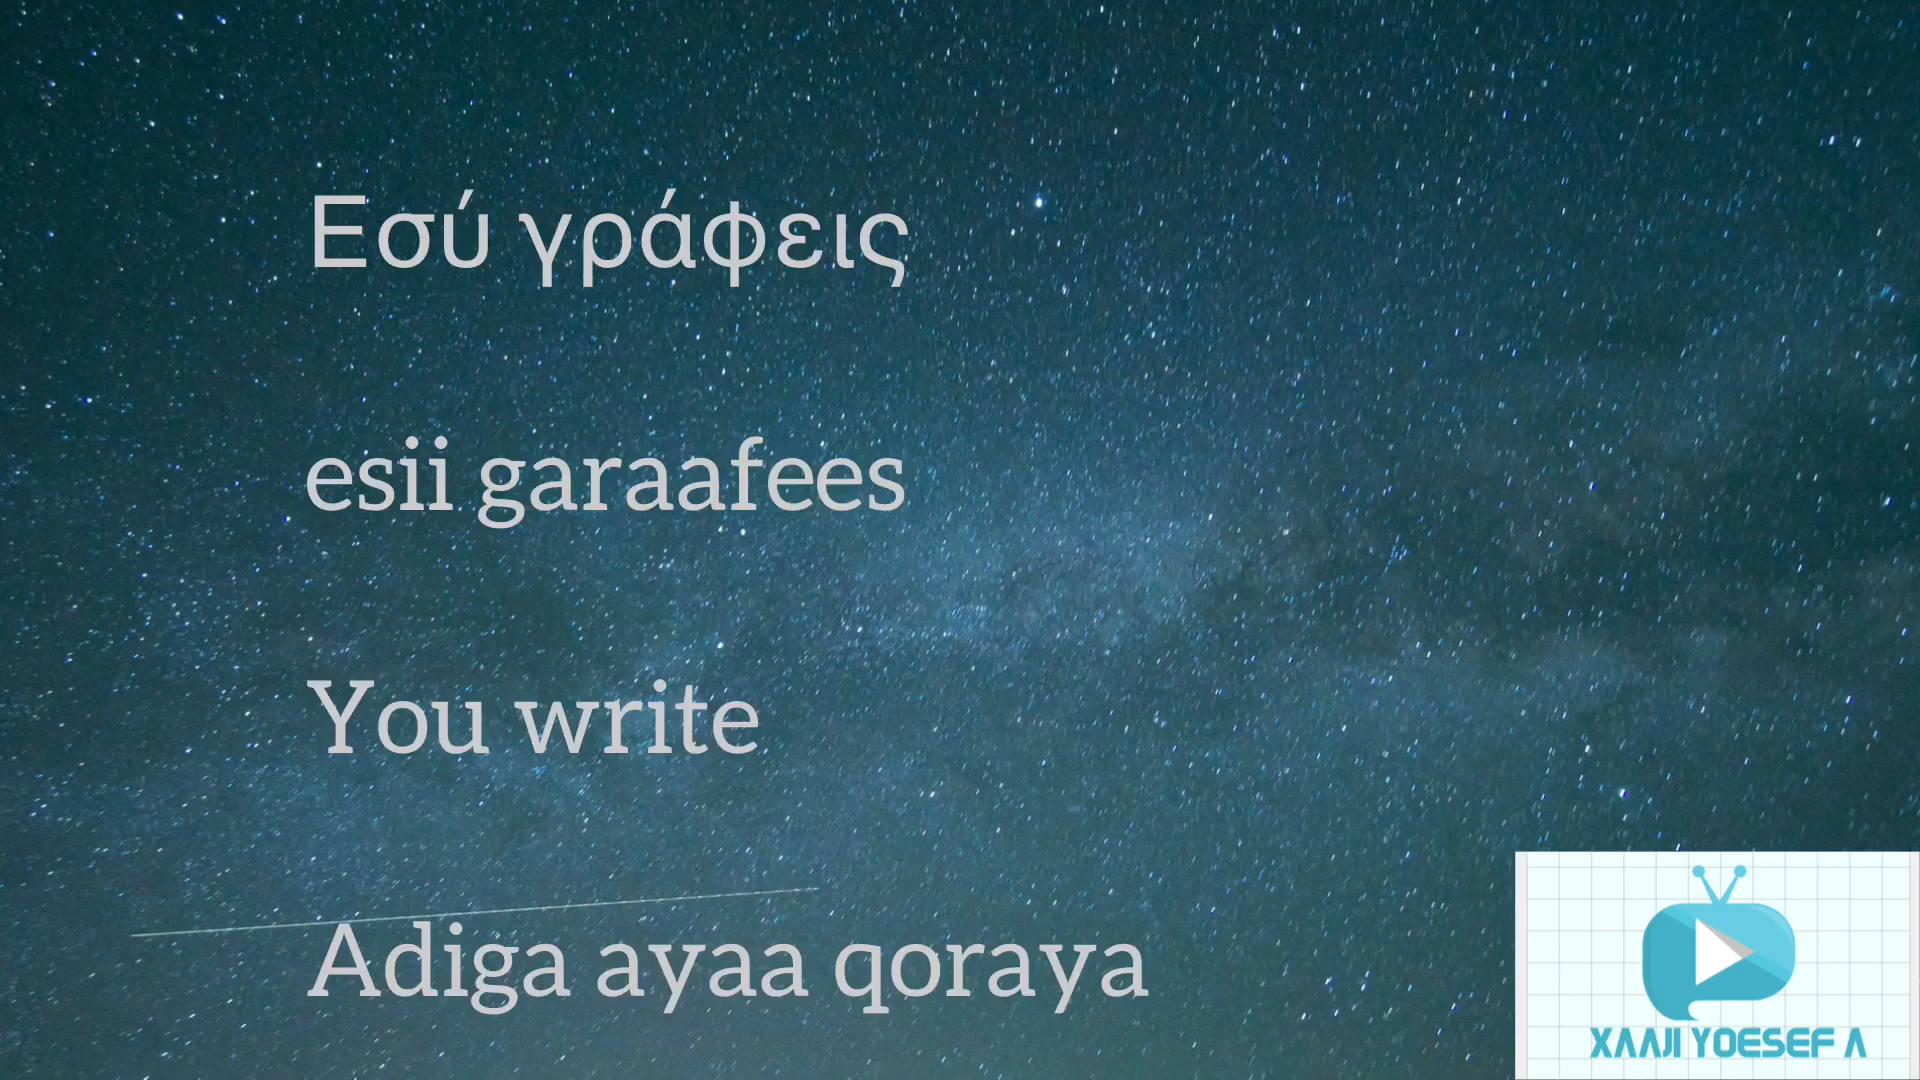 Εσύ γράφεις
esii garaafees
You write
Adiga ayaa qoraya
XAAJI YOESEF A